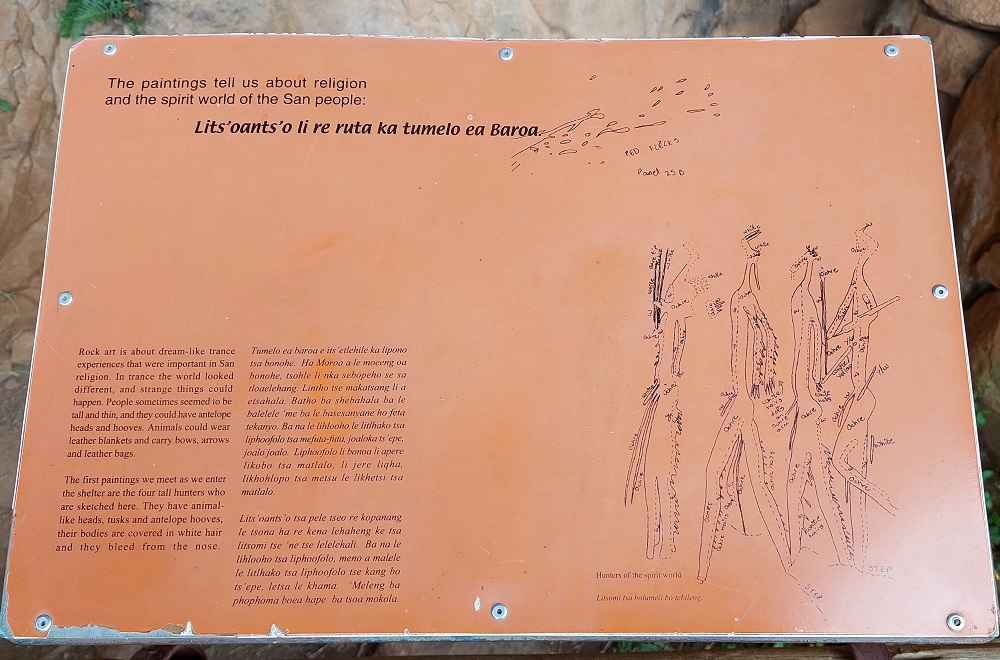 The paintings tell us about religion
and the spirit world of the San people:
Lits'oants'o li re ruta ka tumelo ea Baroa.
RED FLECKS
Panel 25B
Rock art is about dream-like trance
experiences that were important in San
religion. In trance the world looked
different, and strange things could
happen. People sometimes seemed to be
tall and thin, and they could have antelope
heads and hooves. Animals could wear
leather blankets and carry bows, arrows
and leather bags.
The first paintings we meet as we enter
the shelter are the four tall hunters who
are sketched here. They have animal-
like heads, tusks and antelope hooves,
their bodies are covered in white hair
and they bleed from the nose.
Tumelo ea baroa e its'etlehile ka lipono
tsa bonohe. Ha Moroa a le moeeng oa
bonohe, tsohle li nka sebopeho se sa
tloaelehang. Lintho tse makatsang li a
etsahala. Batho ba shebahala ba le
balelele 'me ba le basesanyane ho feta
tekanyo. Ba na le lihlooho le litlhako tsa
liphoofolo tsa mefuta-futa, joaloka ts'epe,
joalo joalo. Liphoofolo li bonoa li apere
likobo tsa matlalo, li jere liqha,
likhohlopo tsa metsu le likhetsi tsa
matlalo.
Lits'oants'o tsa pele tseo re kopanang
le tsona ha re kena lehaheng ke tsa
litsomi tse 'ne tse lelelehali. Ba na le
lihlooho tsa liphoofolo, meno a malele
le litlhako tsa liphoofolo tse kang bo
ts'epe, letsa le khama. 'Meleng ba
phophoma boea hape ba tsoa mokola.
Hunters of the spirit world
Litsomi tsa bolumeli bo tebileng.
STEP
STEP